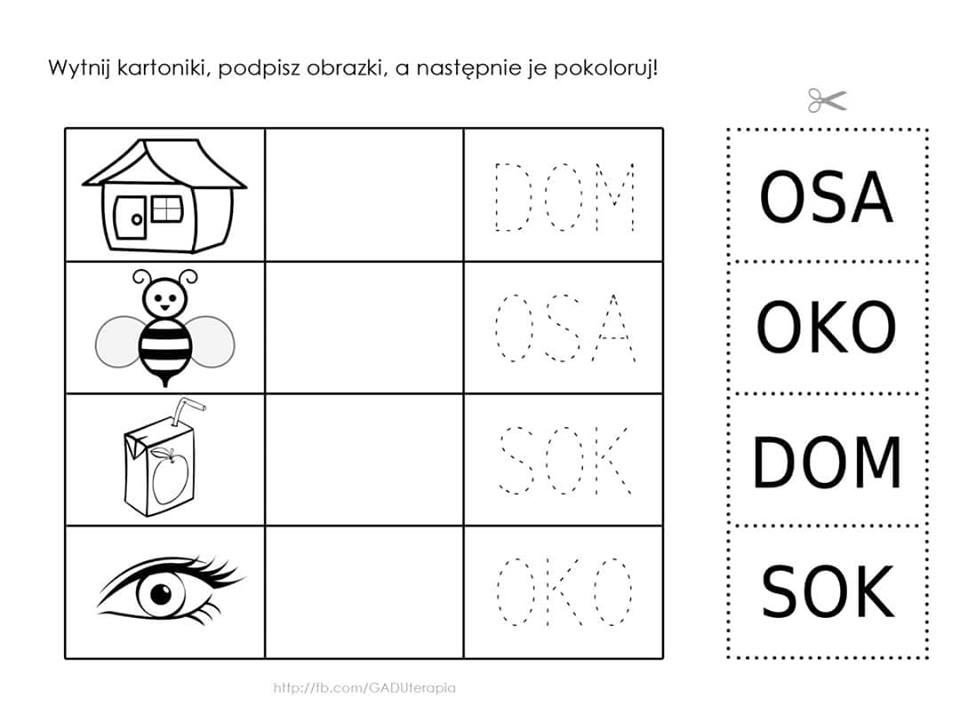 Wytnij kartoniki, podpisz obrazki, a następnie je pokoloruj!
DOM
OSA
SOK
OKO
OSA
OKO
DOM
SOK
http://fb.com/GADUterapia